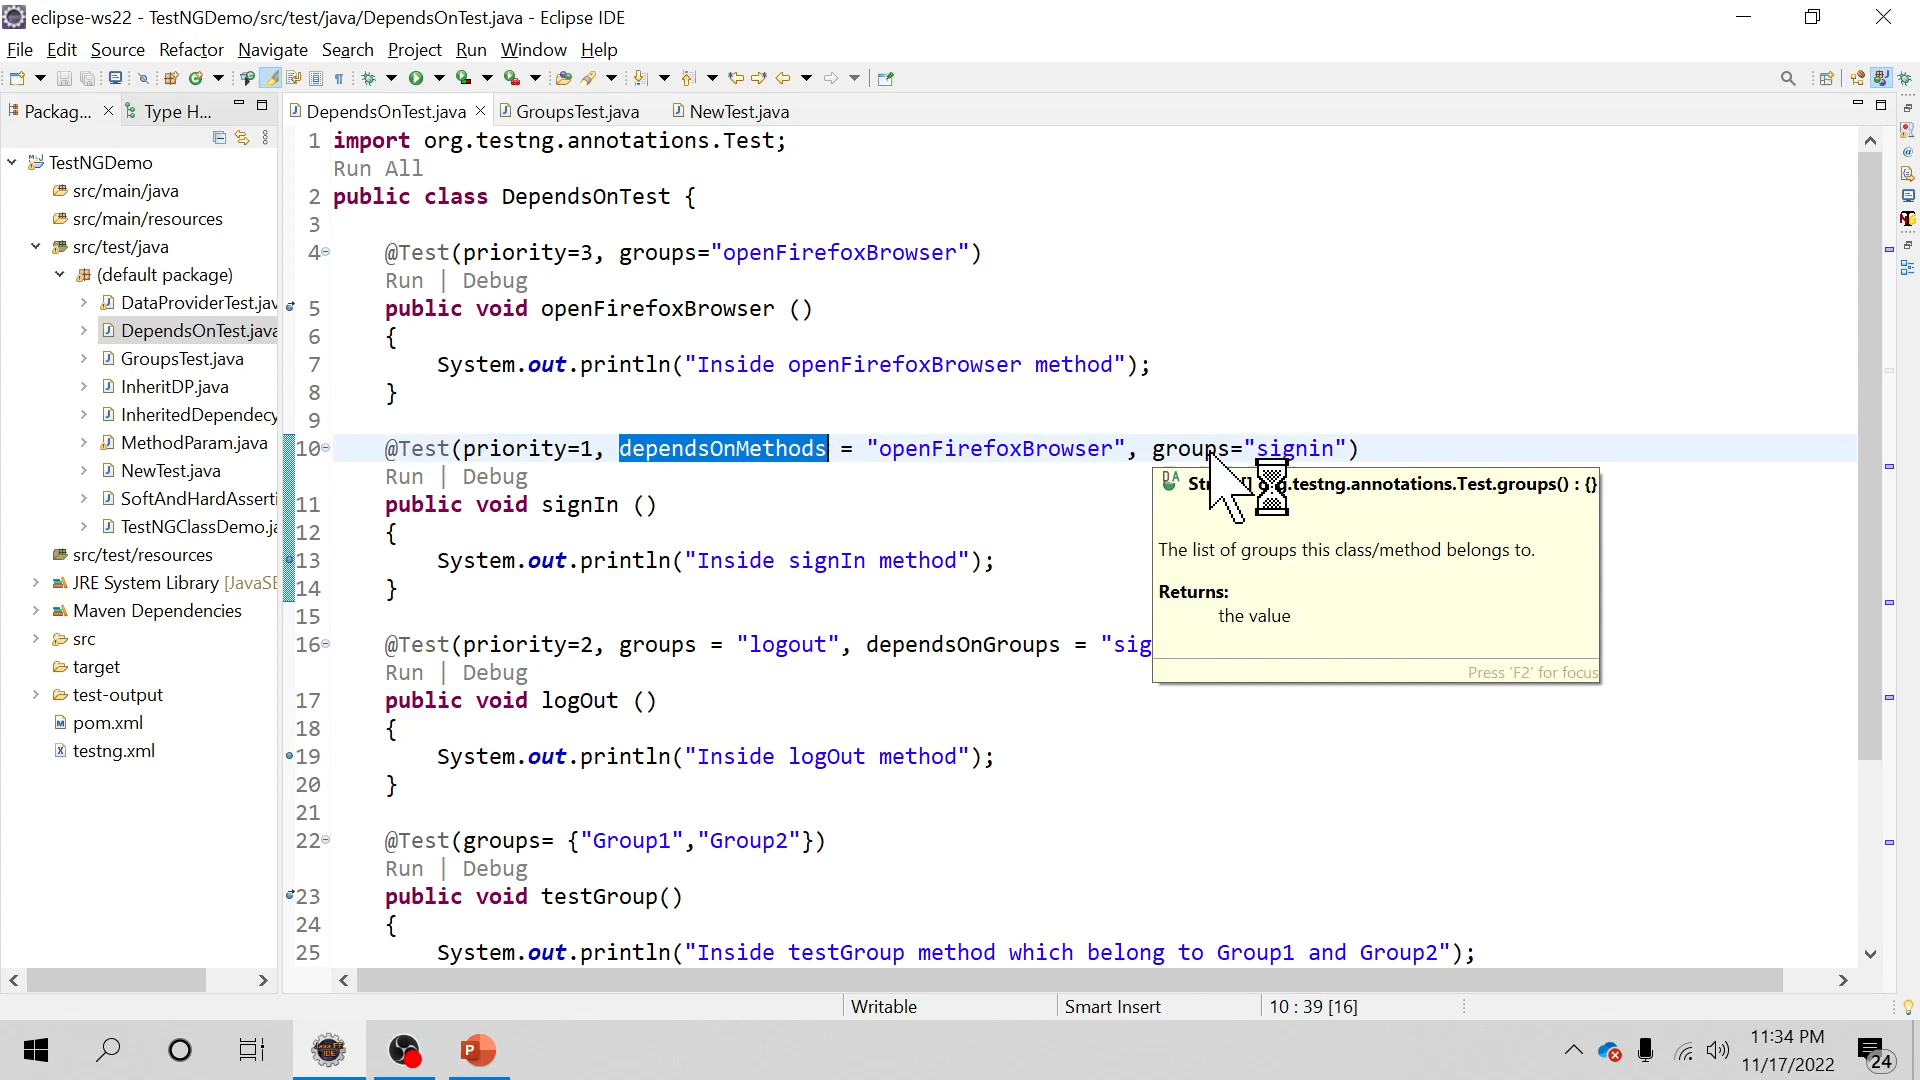 eclipse-ws22 - TestNGDemo/src/test/java/DependsOnTest.java - Eclipse IDE
File Edit Source Refactor Navigate Search Project Run Window Help
Packag... Type H...
DependsOnTest.java GroupsTest.java NewTest.java
TestNGDemo
src/main/java
src/main/resources
src/test/java
(default package)
DataProviderTest.jav
DependsOnTest.java
GroupsTest.java
InheritDP.java
InheritedDependecy
MethodParam.java
NewTest.java
SoftAndHardAsserti
TestNGClassDemo.ja
src/test/resources
JRE System Library [JavaSE
Maven Dependencies
src
target
test-output
pom.xml
testng.xml
1 import org.testng.annotations.Test;
Run All
2 public class DependsOnTest {
3
4 @Test(priority=3, groups="openFirefoxBrowser")
Run | Debug
5 public void openFirefoxBrowser ()
6 {
7 System.out.println("Inside openFirefoxBrowser method");
8 }
9
10 @Test(priority=1, dependsOnMethods = "openFirefoxBrowser", groups="signin")
Run | Debug
11 public void signIn ()
12 {
13 System.out.println("Inside signIn method");
14 }
15
16 @Test(priority=2, groups = "logout", dependsOnGroups = "sig
Run | Debug
17 public void logOut ()
18 {
19 System.out.println("Inside logOut method");
20 }
21
22 @Test(groups= {"Group1","Group2"})
Run | Debug
23 public void testGroup()
24 {
25 System.out.println("Inside testGroup method which belong to Group1 and Group2");
.testng.annotations.Test.groups() : {}
The list of groups this class/method belongs to.
Returns:
the value
Press 'F2' for focus
Writable Smart Insert 10 : 39 [16]
11:34 PM
11/17/2022
24